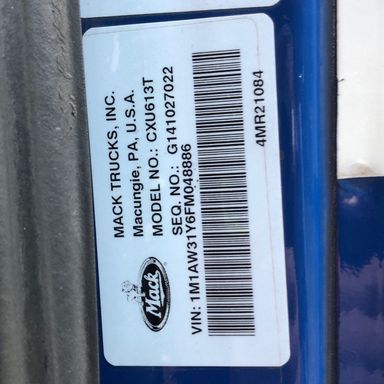 MACK TRUCKS, INC.
Macungie, PA, U.S.A.
MODEL NO.: CXU613T
SEQ. NO.: G141027022
Mack
VIN: 1M1AW31Y6FM048886
4MR21084